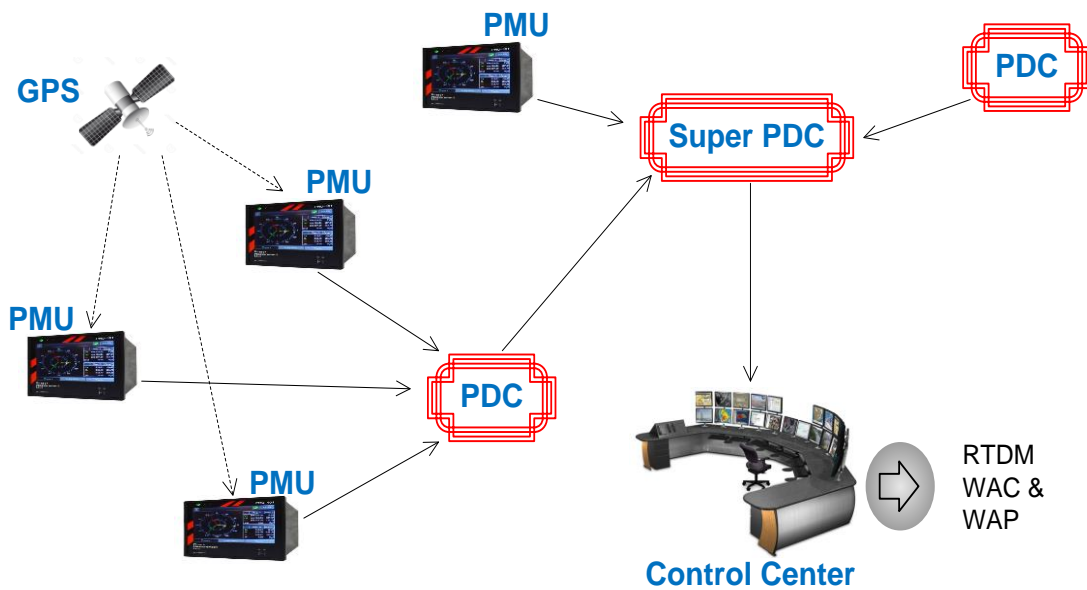 PMU
PDC
GPS
Super PDC
PMU
PMU
PDC
PMU
RTDM
WAC &
WAP
Control Center